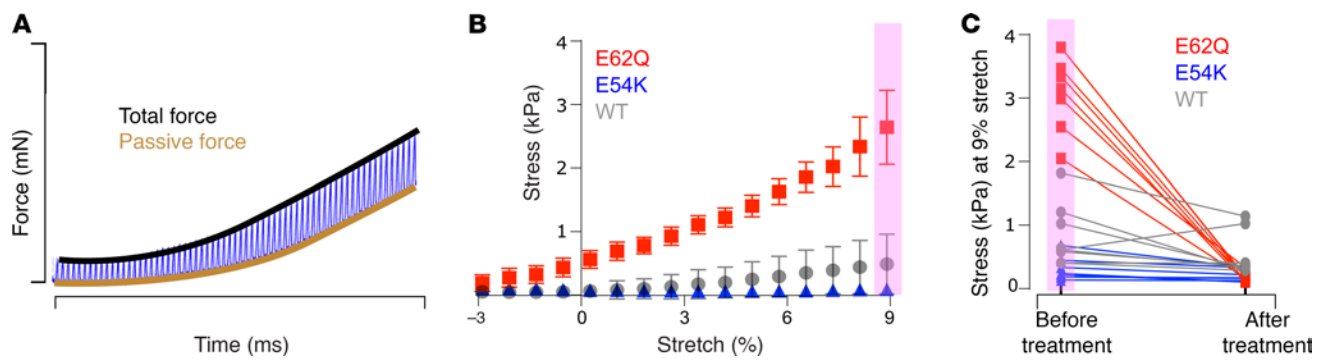 A
Force (mN)
Total force
Passive force
Time (ms)
B
Stress (kPa)
4
3
2
1
E62Q
E54K
WT
–3
0
3
6
9
Stretch (%)
C
Stress (kPa) at 9% stretch
4
3
2
1
0
E62Q
E54K
WT
Before
treatment
After
treatment